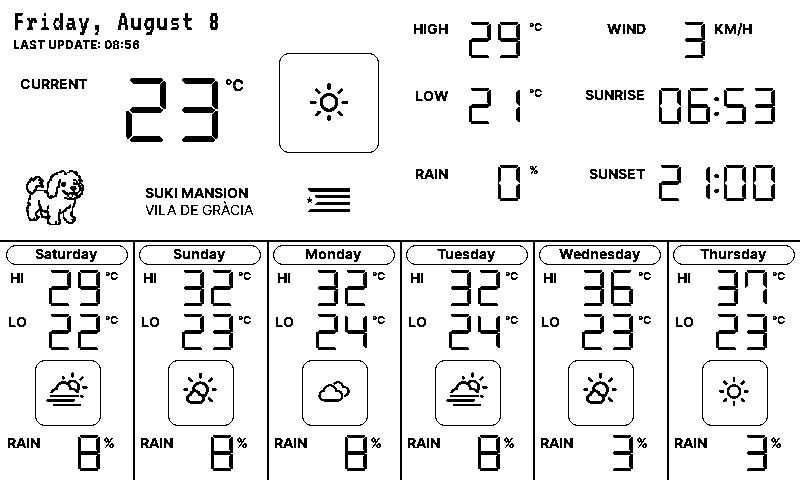 Friday, August 8
LAST UPDATE: 08:56
CURRENT 23 °C
HIGH 29 °C
WIND 3 KM/H
LOW 21 °C
SUNRISE 06:53
RAIN 0 %
SUNSET 21:00
SUKI MANSION
VILA DE GRÀCIA
Saturday
HI 29 °C
LO 22 °C
RAIN 8 %
Sunday
HI 32 °C
LO 23 °C
RAIN 8 %
Monday
HI 32 °C
LO 24 °C
RAIN 8 %
Tuesday
HI 32 °C
LO 24 °C
RAIN 8 %
Wednesday
HI 36 °C
LO 23 °C
RAIN 3 %
Thursday
HI 37 °C
LO 23 °C
RAIN 3 %